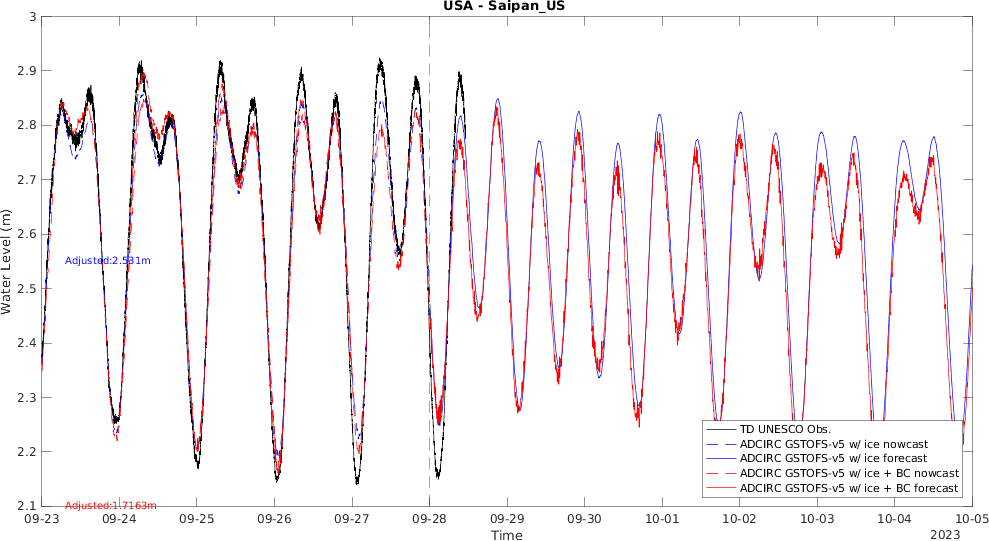 USA - Saipan_US
3
2.9
2.8
2.7
2.6
2.5
2.4
2.3
2.2
2.1
Water Level (m)
Adjusted:2.531m
Adjusted:1.7163m
TD UNESCO Obs.
ADCIRC GSTOFS-v5 w/ ice nowcast
ADCIRC GSTOFS-v5 w/ ice forecast
ADCIRC GSTOFS-v5 w/ ice + BC nowcast
ADCIRC GSTOFS-v5 w/ ice + BC forecast
09-23 09-24 09-25 09-26 09-27 09-28 09-29 09-30 10-01 10-02 10-03 10-04 10-05
Time
2023